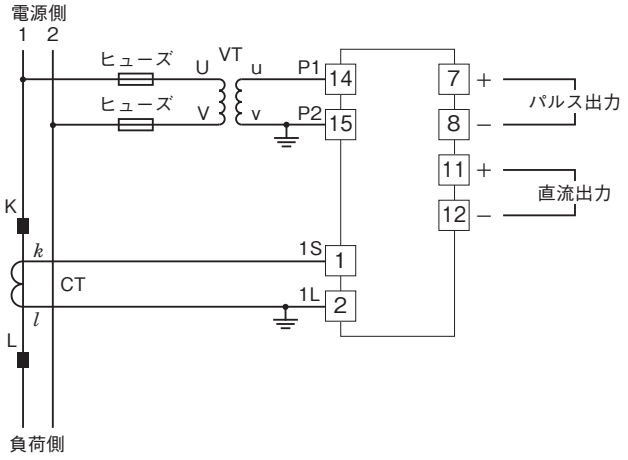 電源側
1 2
ヒューズ U VT u P1 14 7 +
パルス出力
ヒューズ V v P2 15 8 −
11 +
直流出力
12 −
K
k 1S 1
CT
l 1L 2
L
負荷側